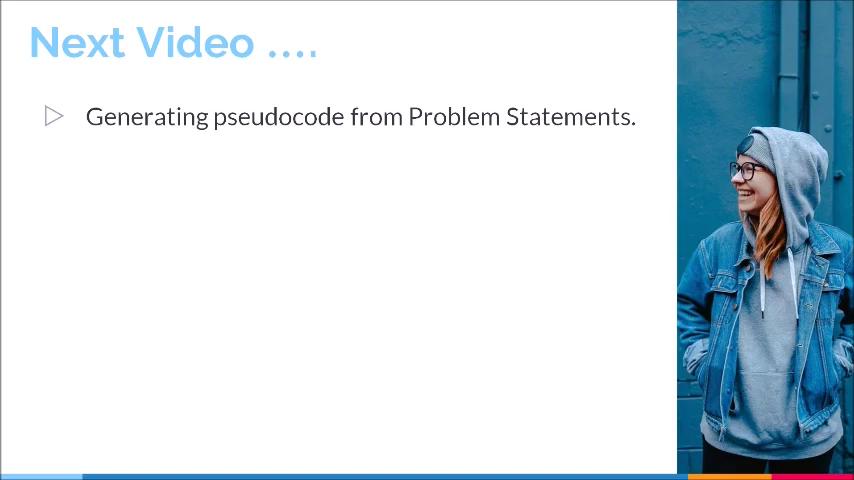 Next Video ....
Generating pseudocode from Problem Statements.